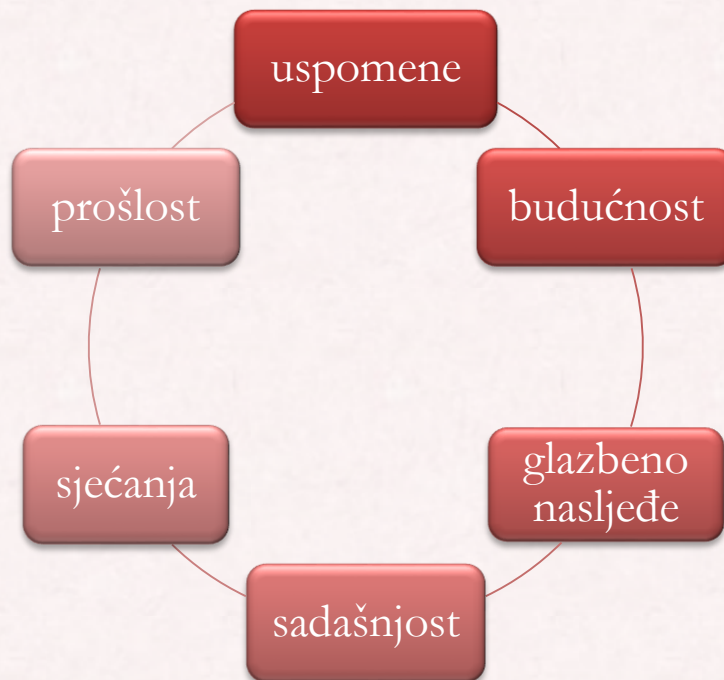 uspomene
budućnost
glazbeno
nasljeđe
sadašnjost
sjećanja
prošlost